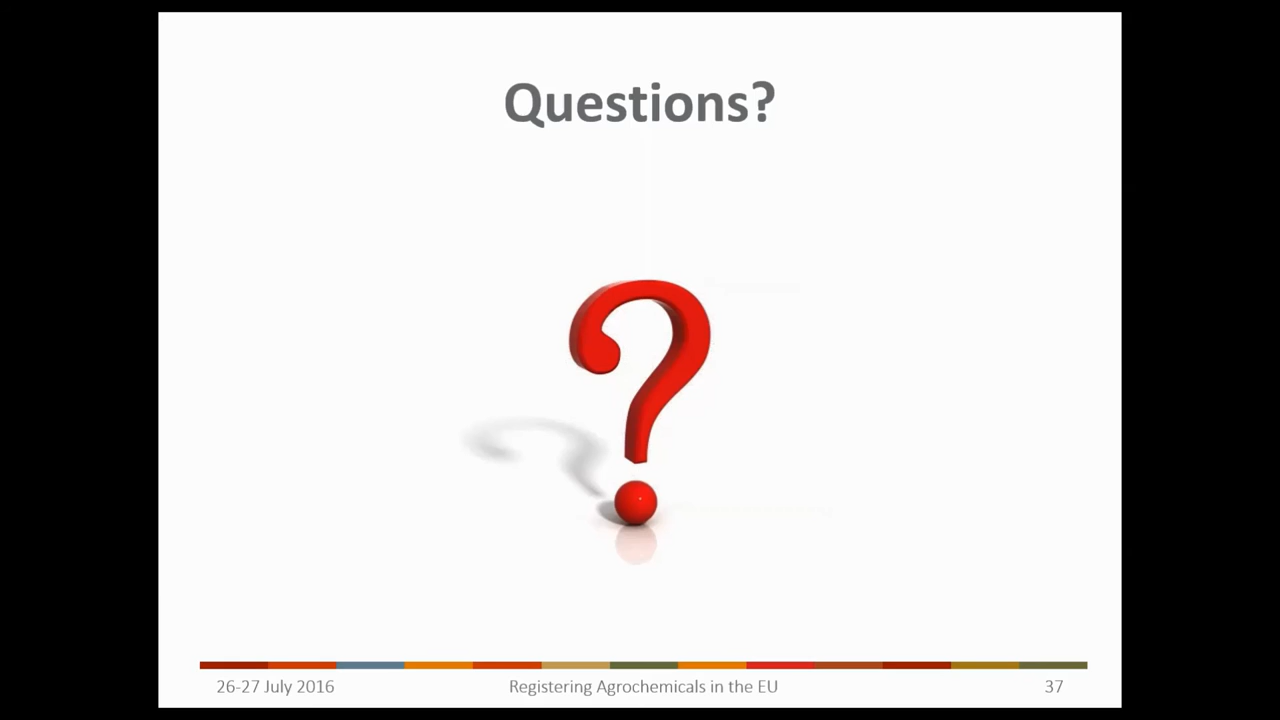 Questions?
26-27 July 2016
Registering Agrochemicals in the EU
37